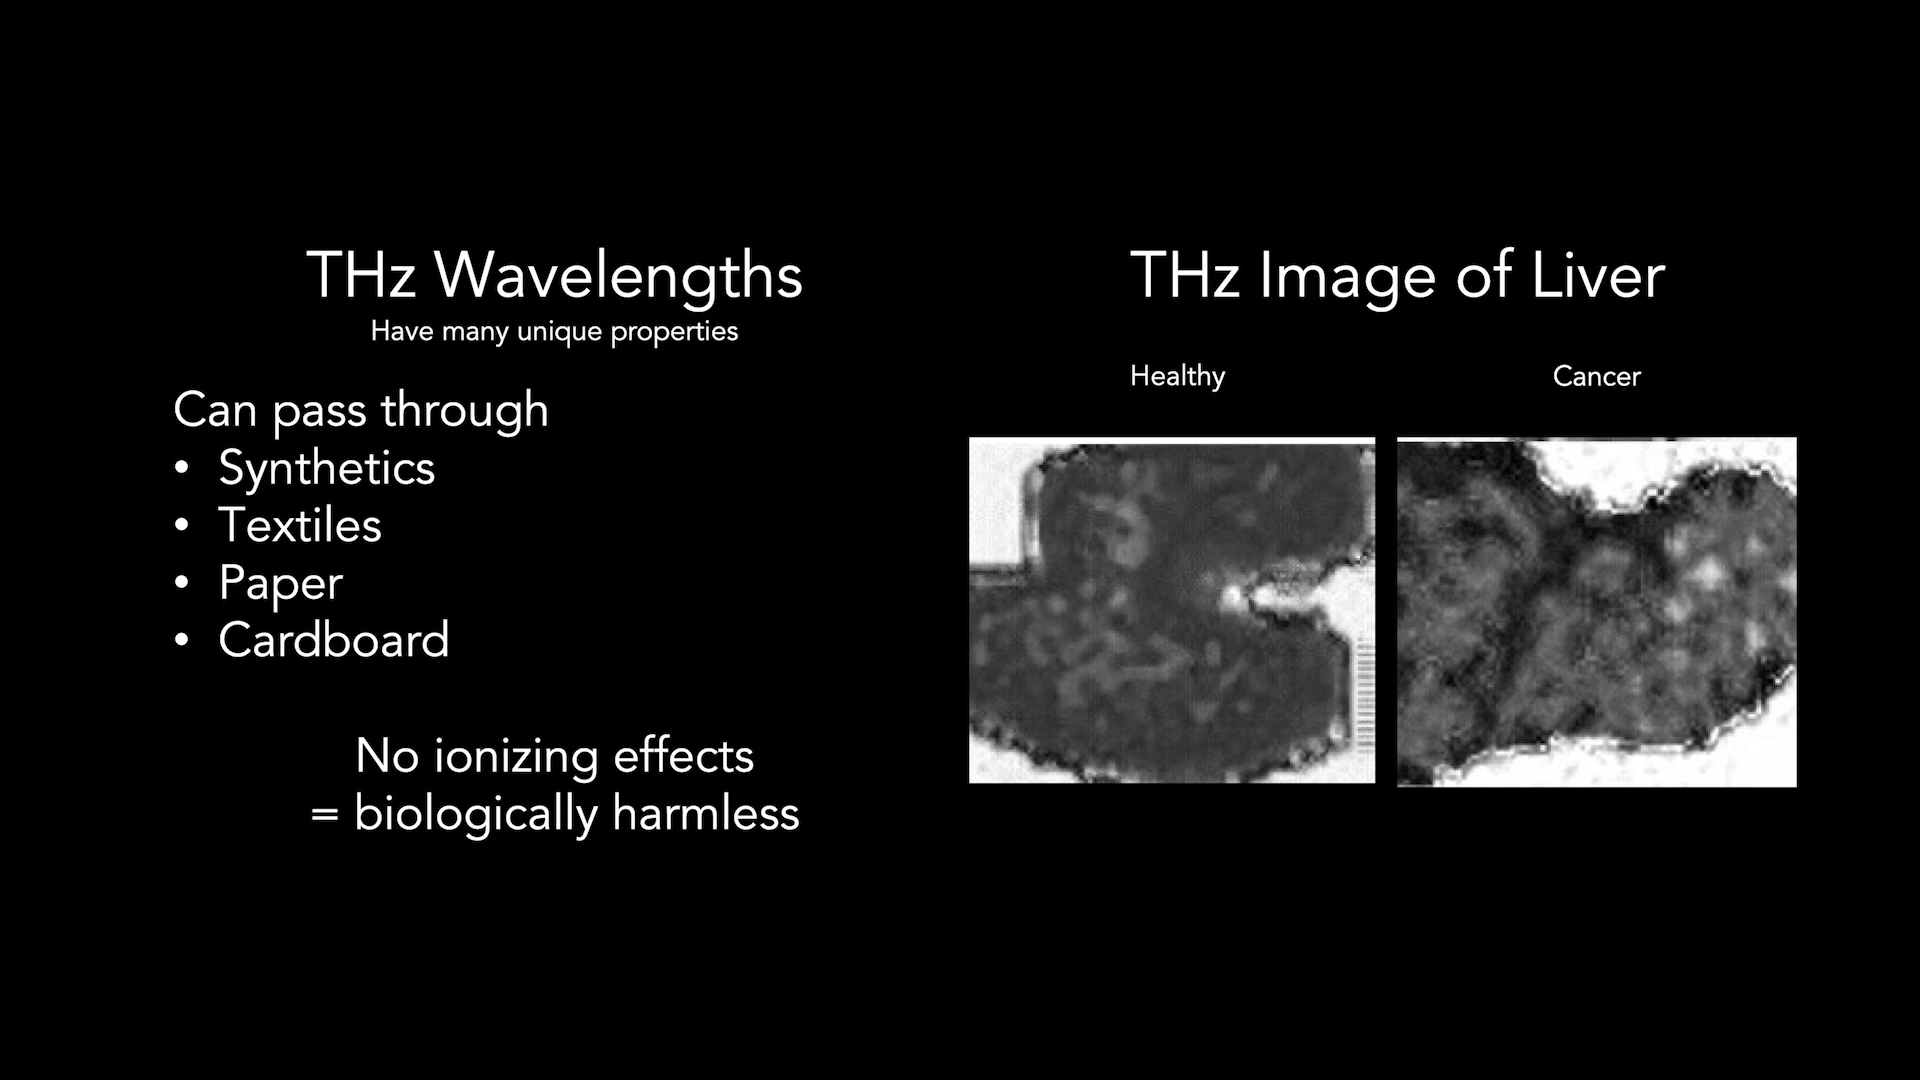 THz Wavelengths
Have many unique properties
Can pass through
• Synthetics
• Textiles
• Paper
• Cardboard
No ionizing effects
= biologically harmless
THz Image of Liver
Healthy
Cancer